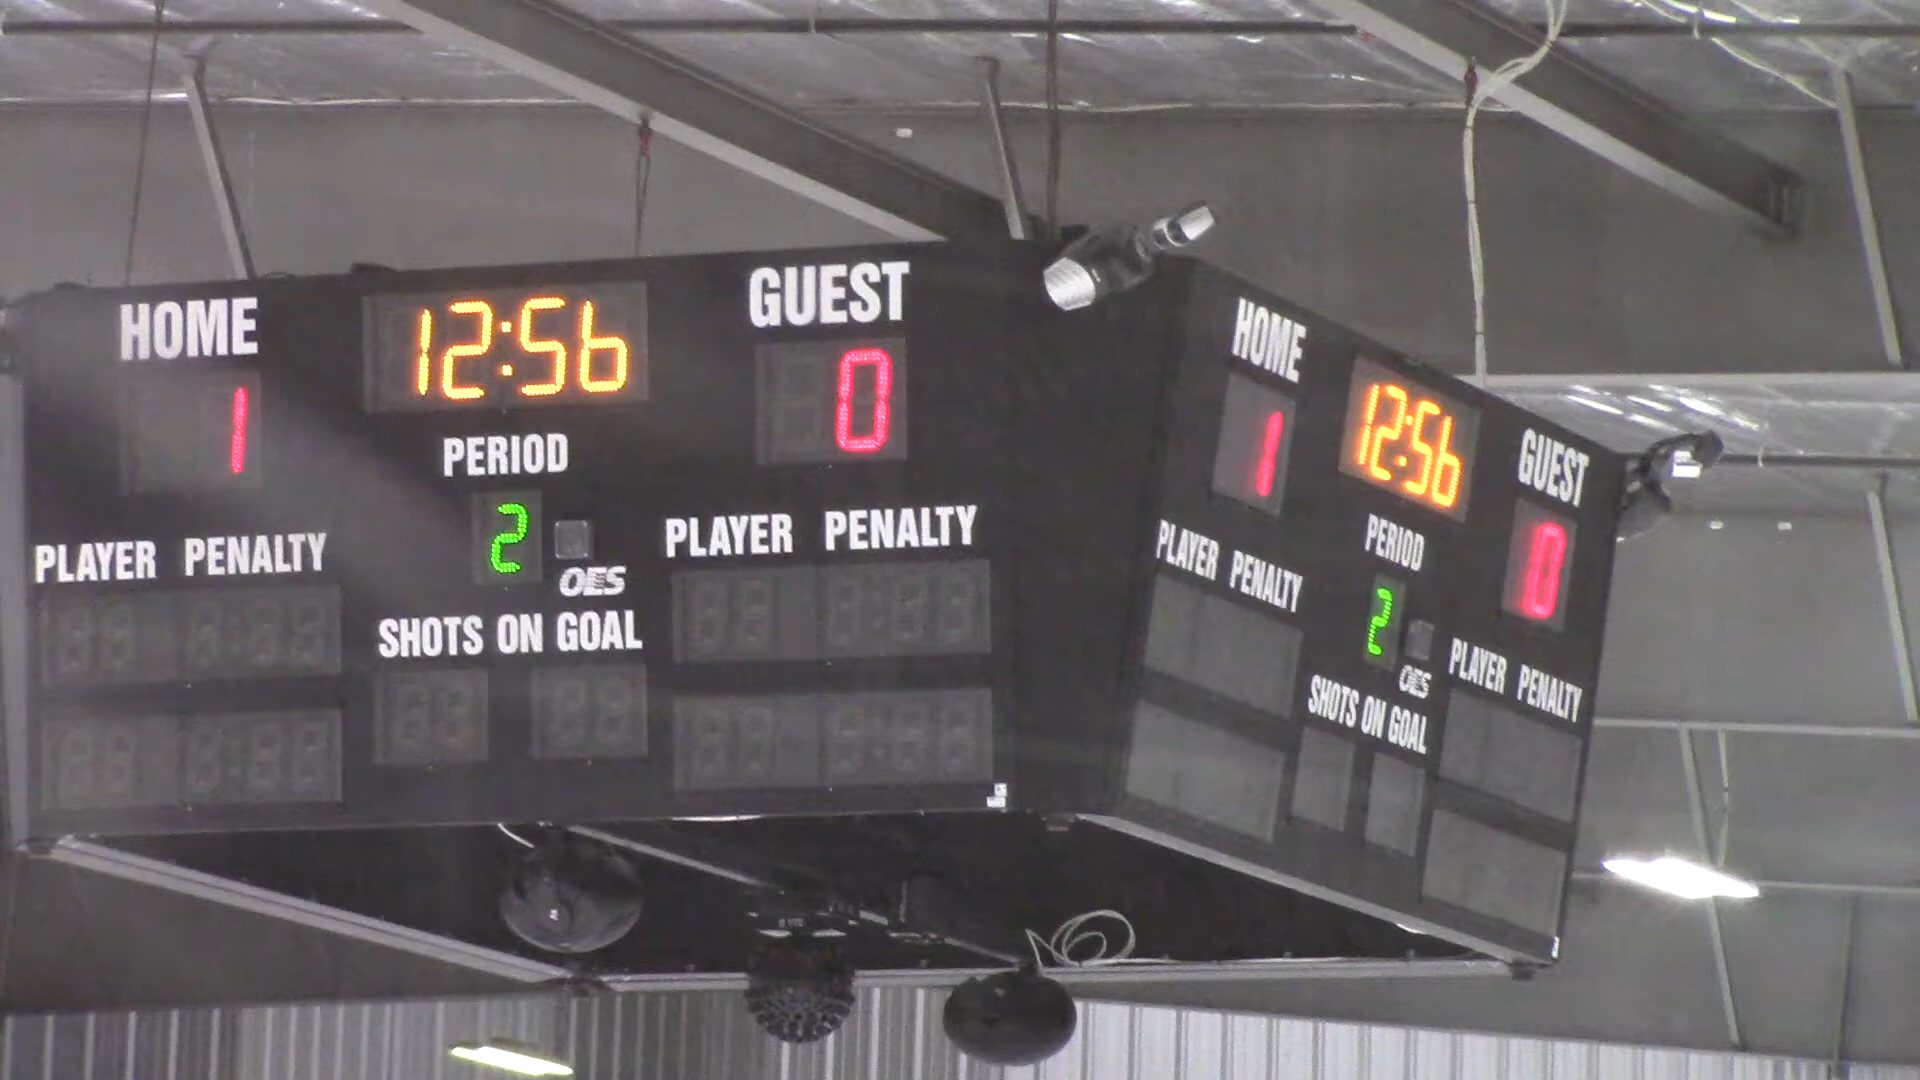 HOME 12:56 GUEST
1 0
PERIOD
2
OES
PLAYER PENALTY PLAYER PENALTY
SHOTS ON GOAL
HOME 12:56 GUEST
1 0
PERIOD
2
OES
PLAYER PENALTY PLAYER PENALTY
SHOTS ON GOAL